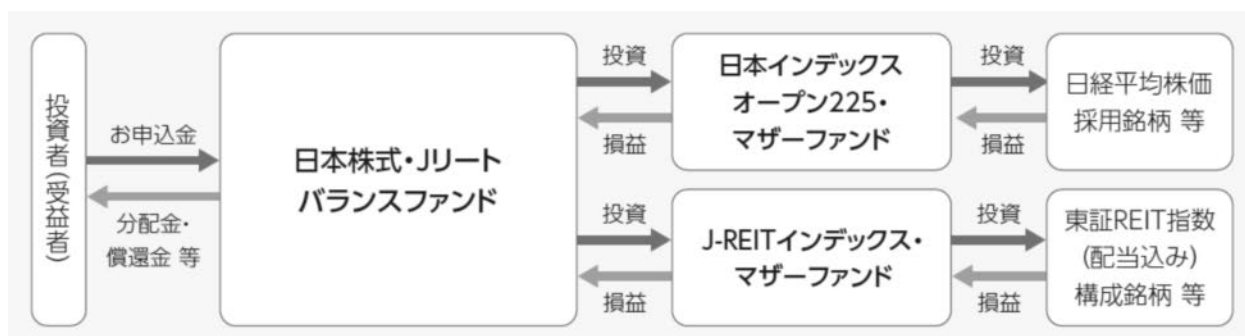 投資者(受益者)
お申込金
分配金・
償還金 等
日本株式・Jリート
バランスファンド
投資
損益
日本インデックス
オープン225・
マザーファンド
投資
損益
日経平均株価
採用銘柄 等
投資
損益
J-REITインデックス・
マザーファンド
投資
損益
東証REIT指数
(配当込み)
構成銘柄 等